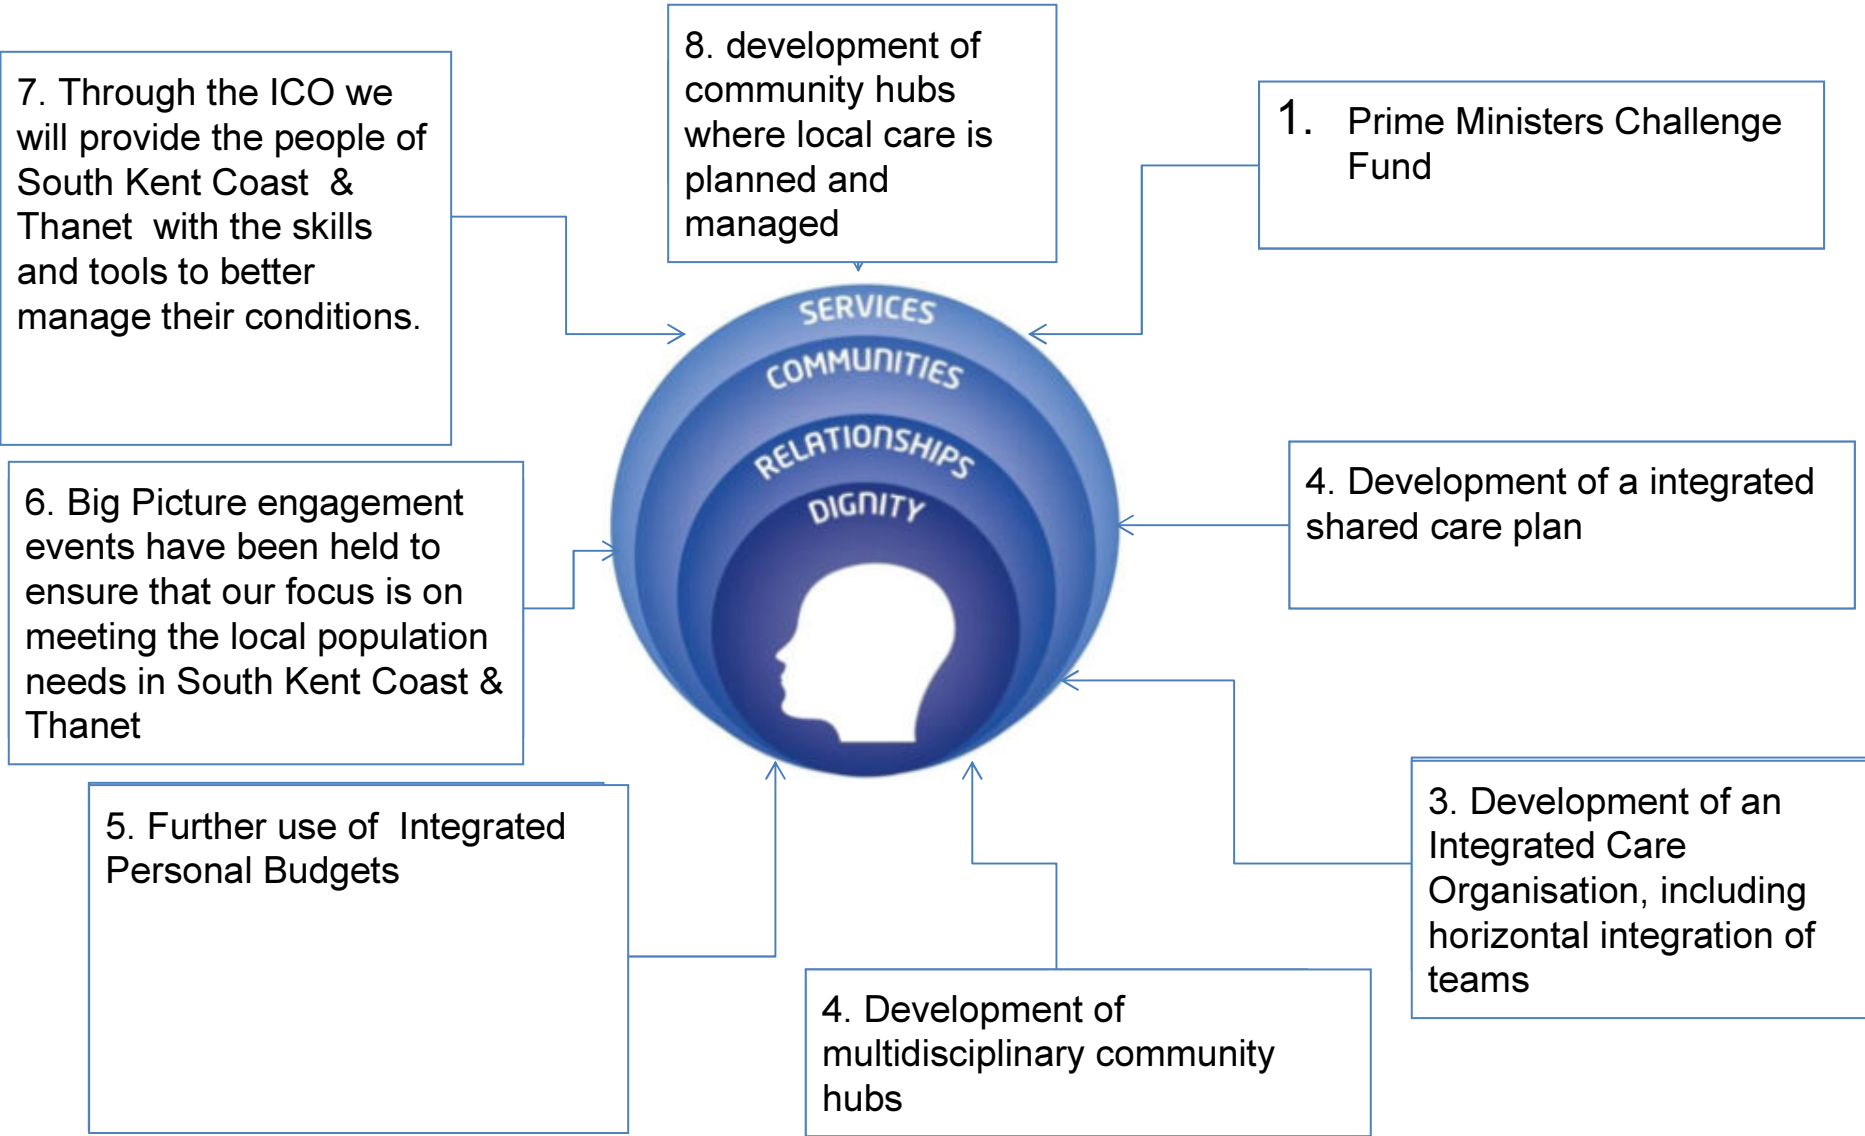 7. Through the ICO we
will provide the people of
South Kent Coast  &
Thanet  with the skills
and tools to better
manage their conditions.
8. development of
community hubs
where local care is
planned and
managed
1. Prime Ministers Challenge
Fund
SERVICES
COMMUNITIES
RELATIONSHIPS
DIGNITY
6. Big Picture engagement
events have been held to
ensure that our focus is on
meeting the local population
needs in South Kent Coast &
Thanet
4. Development of a integrated
shared care plan
5. Further use of  Integrated
Personal Budgets
3. Development of an
Integrated Care
Organisation, including
horizontal integration of
teams
4. Development of
multidisciplinary community
hubs